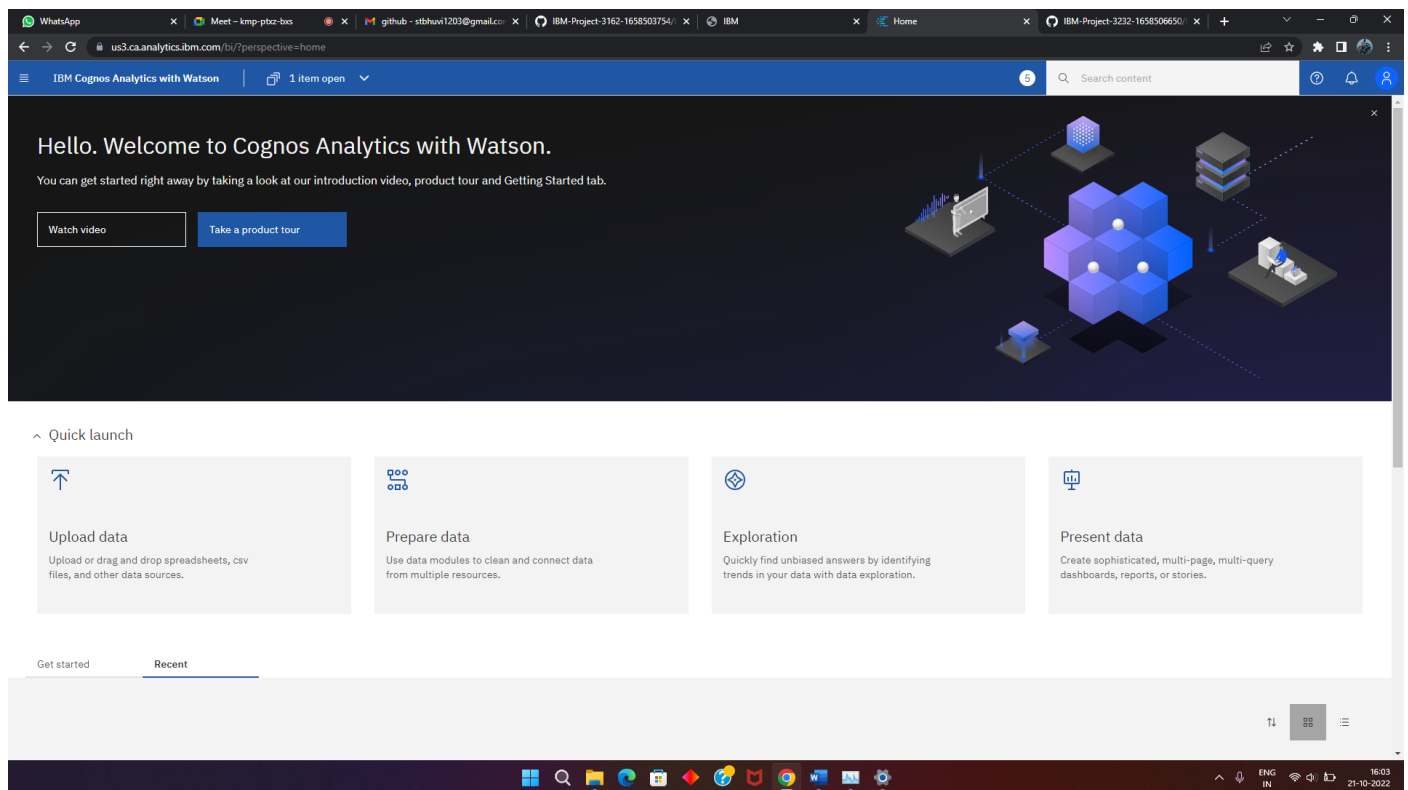 WhatsApp
Meet – kmp-ptxz-bxs
github - stbhuvi1203@gmail.com
IBM-Project-3162-1658503754/
IBM
Home
IBM-Project-3232-1658506650/
us3.ca.analytics.ibm.com/bi/?perspective=home
IBM Cognos Analytics with Watson
1 item open
5
Search content
Hello. Welcome to Cognos Analytics with Watson.
You can get started right away by taking a look at our introduction video, product tour and Getting Started tab.
Watch video
Take a product tour
Quick launch
Upload data
Upload or drag and drop spreadsheets, csv
files, and other data sources.
Prepare data
Use data modules to clean and connect data
from multiple resources.
Exploration
Quickly find unbiased answers by identifying
trends in your data with data exploration.
Present data
Create sophisticated, multi-page, multi-query
dashboards, reports, or stories.
Get started
Recent
ENG
IN
16:03
21-10-2022